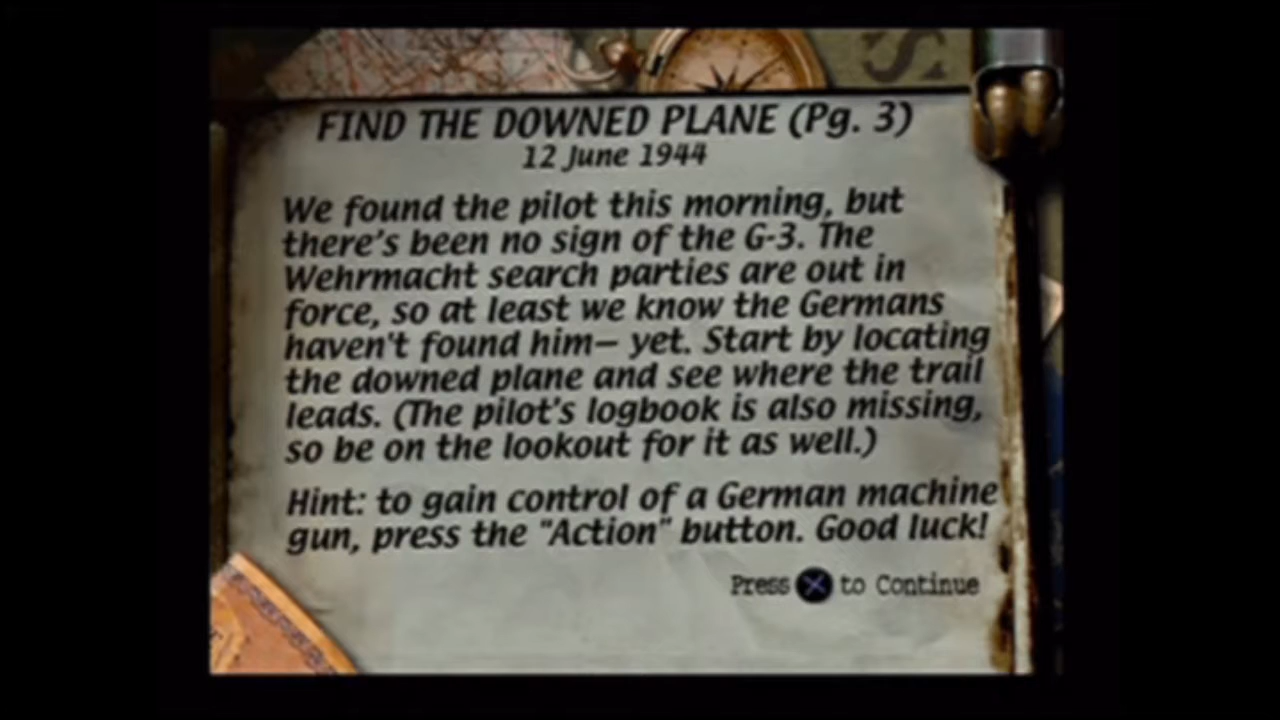 FIND THE DOWNED PLANE (Pg. 3)
12 June 1944
We found the pilot this morning, but
there's been no sign of the G-3. The
Wehrmacht search parties are out in
force, so at least we know the Germans
haven't found him— yet. Start by locating
the downed plane and see where the trail
leads. (The pilot's logbook is also missing,
so be on the lookout for it as well.)
Hint: to gain control of a German machine
gun, press the "Action" button. Good luck!
Press X to Continue